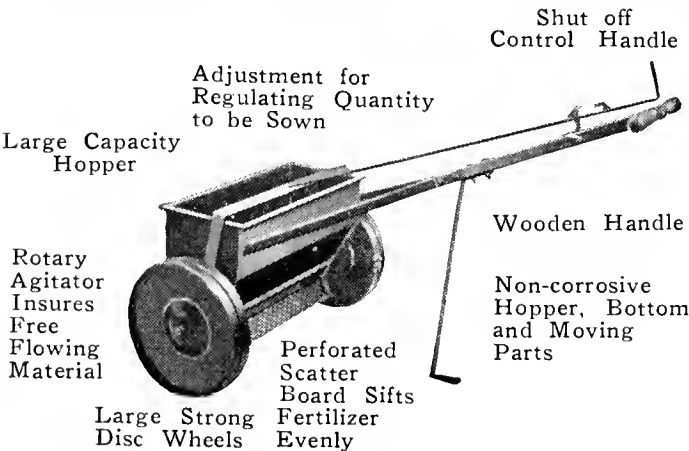 Shut off
Control Handle
Adjustment for
Regulating Quantity
to be Sown
Large Capacity
Hopper
Wooden Handle
Rotary
Agitator
Insures
Free
Flowing
Material
Non-corrosive
Hopper, Bottom
and Moving
Parts
Perforated
Scatter
Board Sifts
Fertilizer
Evenly
Large Strong
Disc Wheels